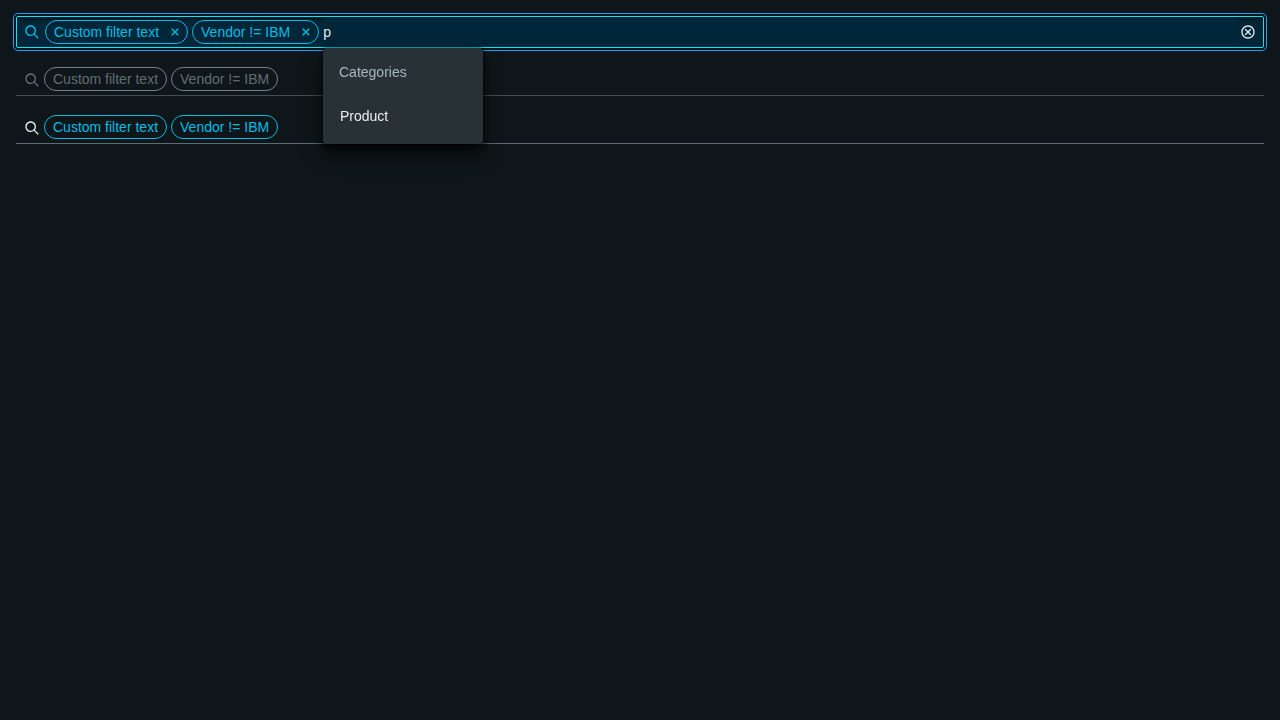 Custom filter text Vendor != IBM p
Categories
Custom filter text Vendor != IBM
Product
Custom filter text Vendor != IBM